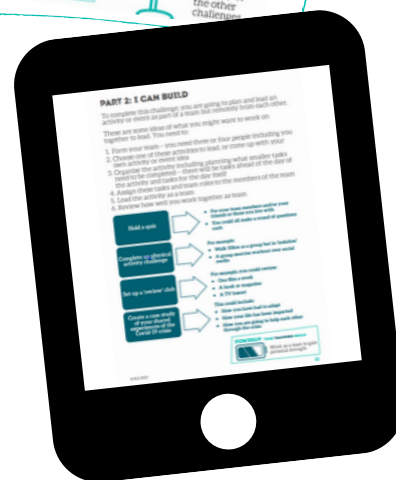 the other
challenges
PART 2: I CAN BUILD
To complete this challenge, you are going to plan and lead an
activity or event as part of a team but remotely from each other.
These are some ideas of what you might want to work on
together to lead. You need to:
1. Form your team – you need three or four people including you
2. Choose one of these activities to lead, or come up with your
own activity or event idea
3. Organise the activity including planning what smaller tasks
need to be completed – there will be tasks ahead of the day of
the activity and tasks for the day itself
4. Assign these tasks and team roles to the members of the team
5. Lead the activity as a team
6. Review how well you work together as team
Hold a quiz
• For your team members and/or your
friends or those you live with
• You could all make a round of questions
each
Complete a physical
activity challenge
For example:
• Walk
• A group exercise workout over social
media
Set up a 'review' club
For example, you could review:
• One film a week
• A book or magazine
• A TV boxset
Create a case study
of your shared
experiences of the
Covid-19 crisis
This could include:
• How you have had to adapt
• How your life has been impacted
• How you are going to help each other
through the crisis
Work as a team to gain
personal strength